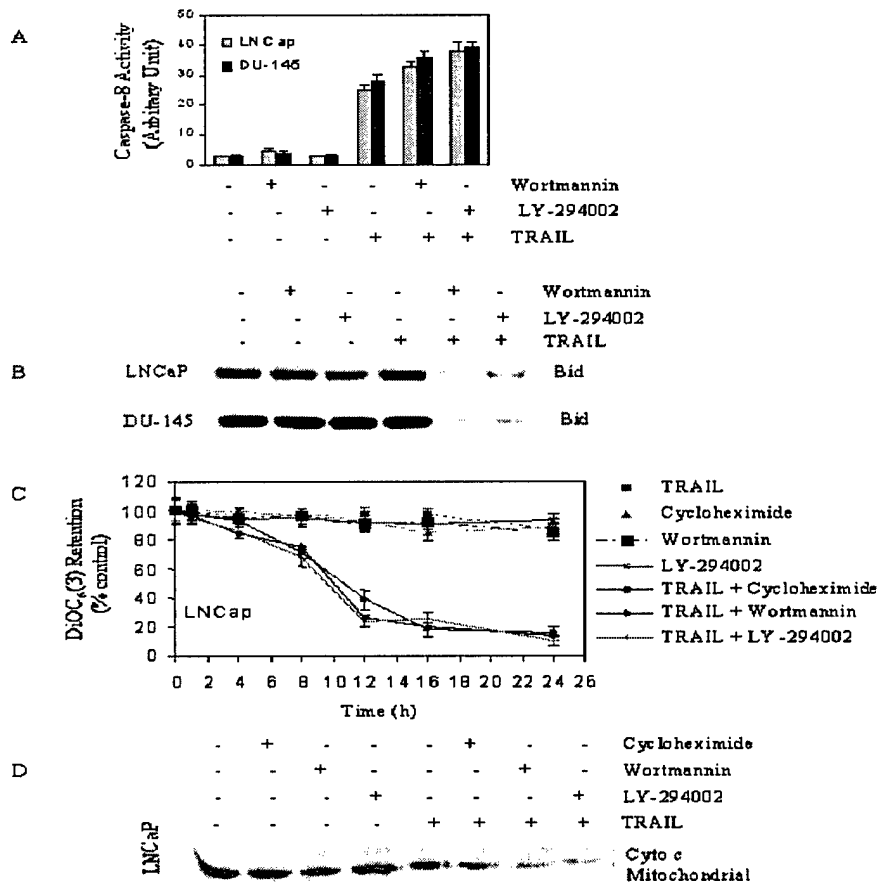 A
Caspase-8 Activity
(Arbitrary Unit)
50
40
30
20
10
0
LNCap
DU-145
- + - - + - Wortmannin
- - + - - + LY-294002
- - - + + + TRAIL
- + - - + - Wortmannin
- - + - - + LY-294002
- - - + + + TRAIL
B
LNCaP Bid
DU-145 Bid
C
DiOC6(3) Retention
(% control)
120
100
80
60
40
20
0
LNCap
0 2 4 6 8 10 12 14 16 18 20 22 24 26
Time (h)
TRAIL
Cycloheximide
Wortmannin
LY-294002
TRAIL + Cycloheximide
TRAIL + Wortmannin
TRAIL + LY-294002
D
- + - - - + - - Cycloheximide
- - + - - - + - Wortmannin
- - - + - - - + LY-294002
- - - - + + + + TRAIL
LNCaP
Cyto c
Mitochondrial